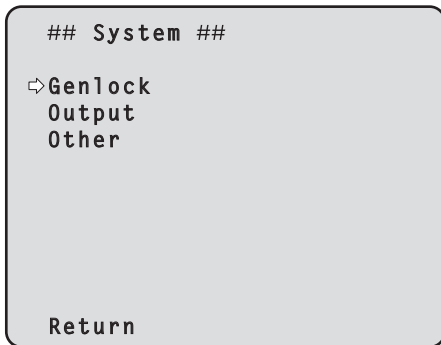 ## System ##
⇨Genlock
Output
Other
Return